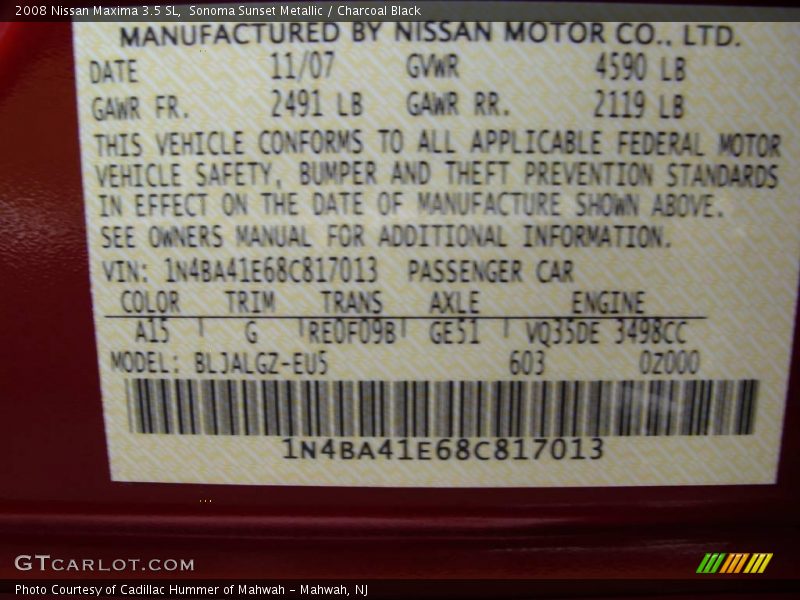 2008 Nissan Maxima 3.5 SL, Sonoma Sunset Metallic / Charcoal Black
MANUFACTURED BY NISSAN MOTOR CO., LTD.
DATE 11/07 GVWR 4590 LB
GAWR FR. 2491 LB GAWR RR. 2119 LB
THIS VEHICLE CONFORMS TO ALL APPLICABLE FEDERAL MOTOR
VEHICLE SAFETY, BUMPER AND THEFT PREVENTION STANDARDS
IN EFFECT ON THE DATE OF MANUFACTURE SHOWN ABOVE.
SEE OWNERS MANUAL FOR ADDITIONAL INFORMATION.
VIN: 1N4BA41E68C817013 PASSENGER CAR
COLOR TRIM TRANS AXLE ENGINE
A15 G RE0F09B GE51 VQ35DE 3498CC
MODEL: BLJALGZ-EU5 603 0Z000
1N4BA41E68C817013
GTCARLOT.COM
Photo Courtesy of Cadillac Hummer of Mahwah - Mahwah, NJ